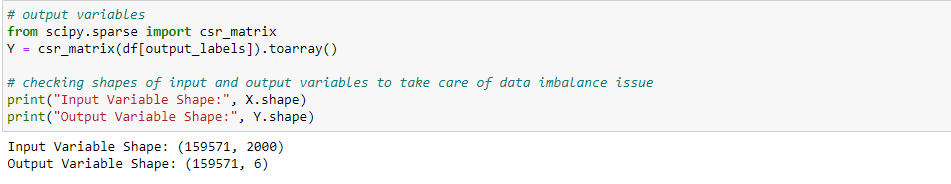 # output variables
from scipy.sparse import csr_matrix
Y = csr_matrix(df[output_labels]).toarray()
# checking shapes of input and output variables to take care of data imbalance issue
print("Input Variable Shape:", X.shape)
print("Output Variable Shape:", Y.shape)
Input Variable Shape: (159571, 2000)
Output Variable Shape: (159571, 6)